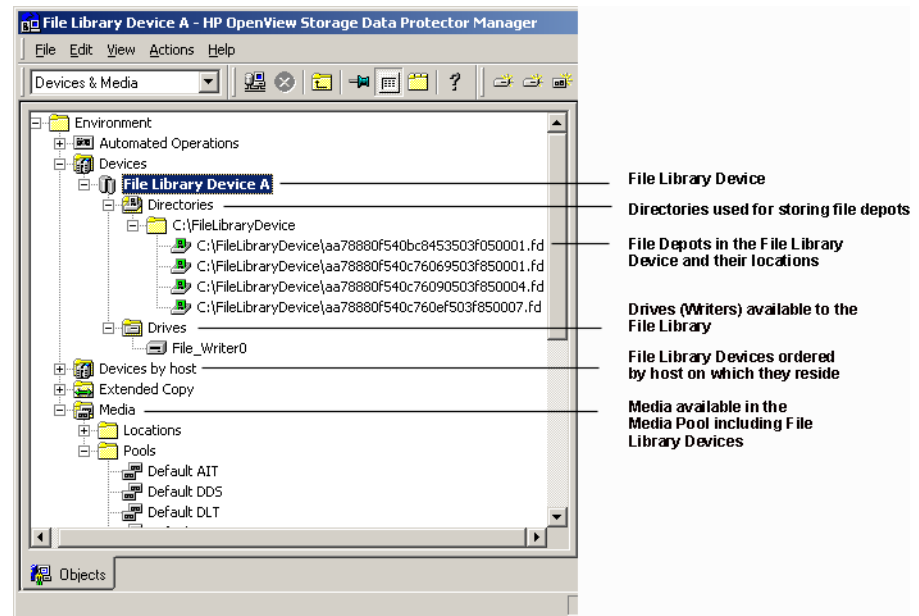 File Library Device A - HP OpenView Storage Data Protector Manager
File Edit View Actions Help
Devices & Media
Environment
Automated Operations
Devices
File Library Device A
Directories
C:\FileLibraryDevice
C:\FileLibraryDevice\aa78880f540bc8453503f050001.fd
C:\FileLibraryDevice\aa78880f540c76069503f850001.fd
C:\FileLibraryDevice\aa78880f540c76090503f850004.fd
C:\FileLibraryDevice\aa78880f540c760ef503f850007.fd
Drives
File_Writer0
Devices by host
Extended Copy
Media
Locations
Pools
Default AIT
Default DDS
Default DLT
Objects
File Library Device
Directories used for storing file depots
File Depots in the File Library
Device and their locations
Drives (Writers) available to the
File Library
File Library Devices ordered
by host on which they reside
Media available in the
Media Pool including File
Library Devices